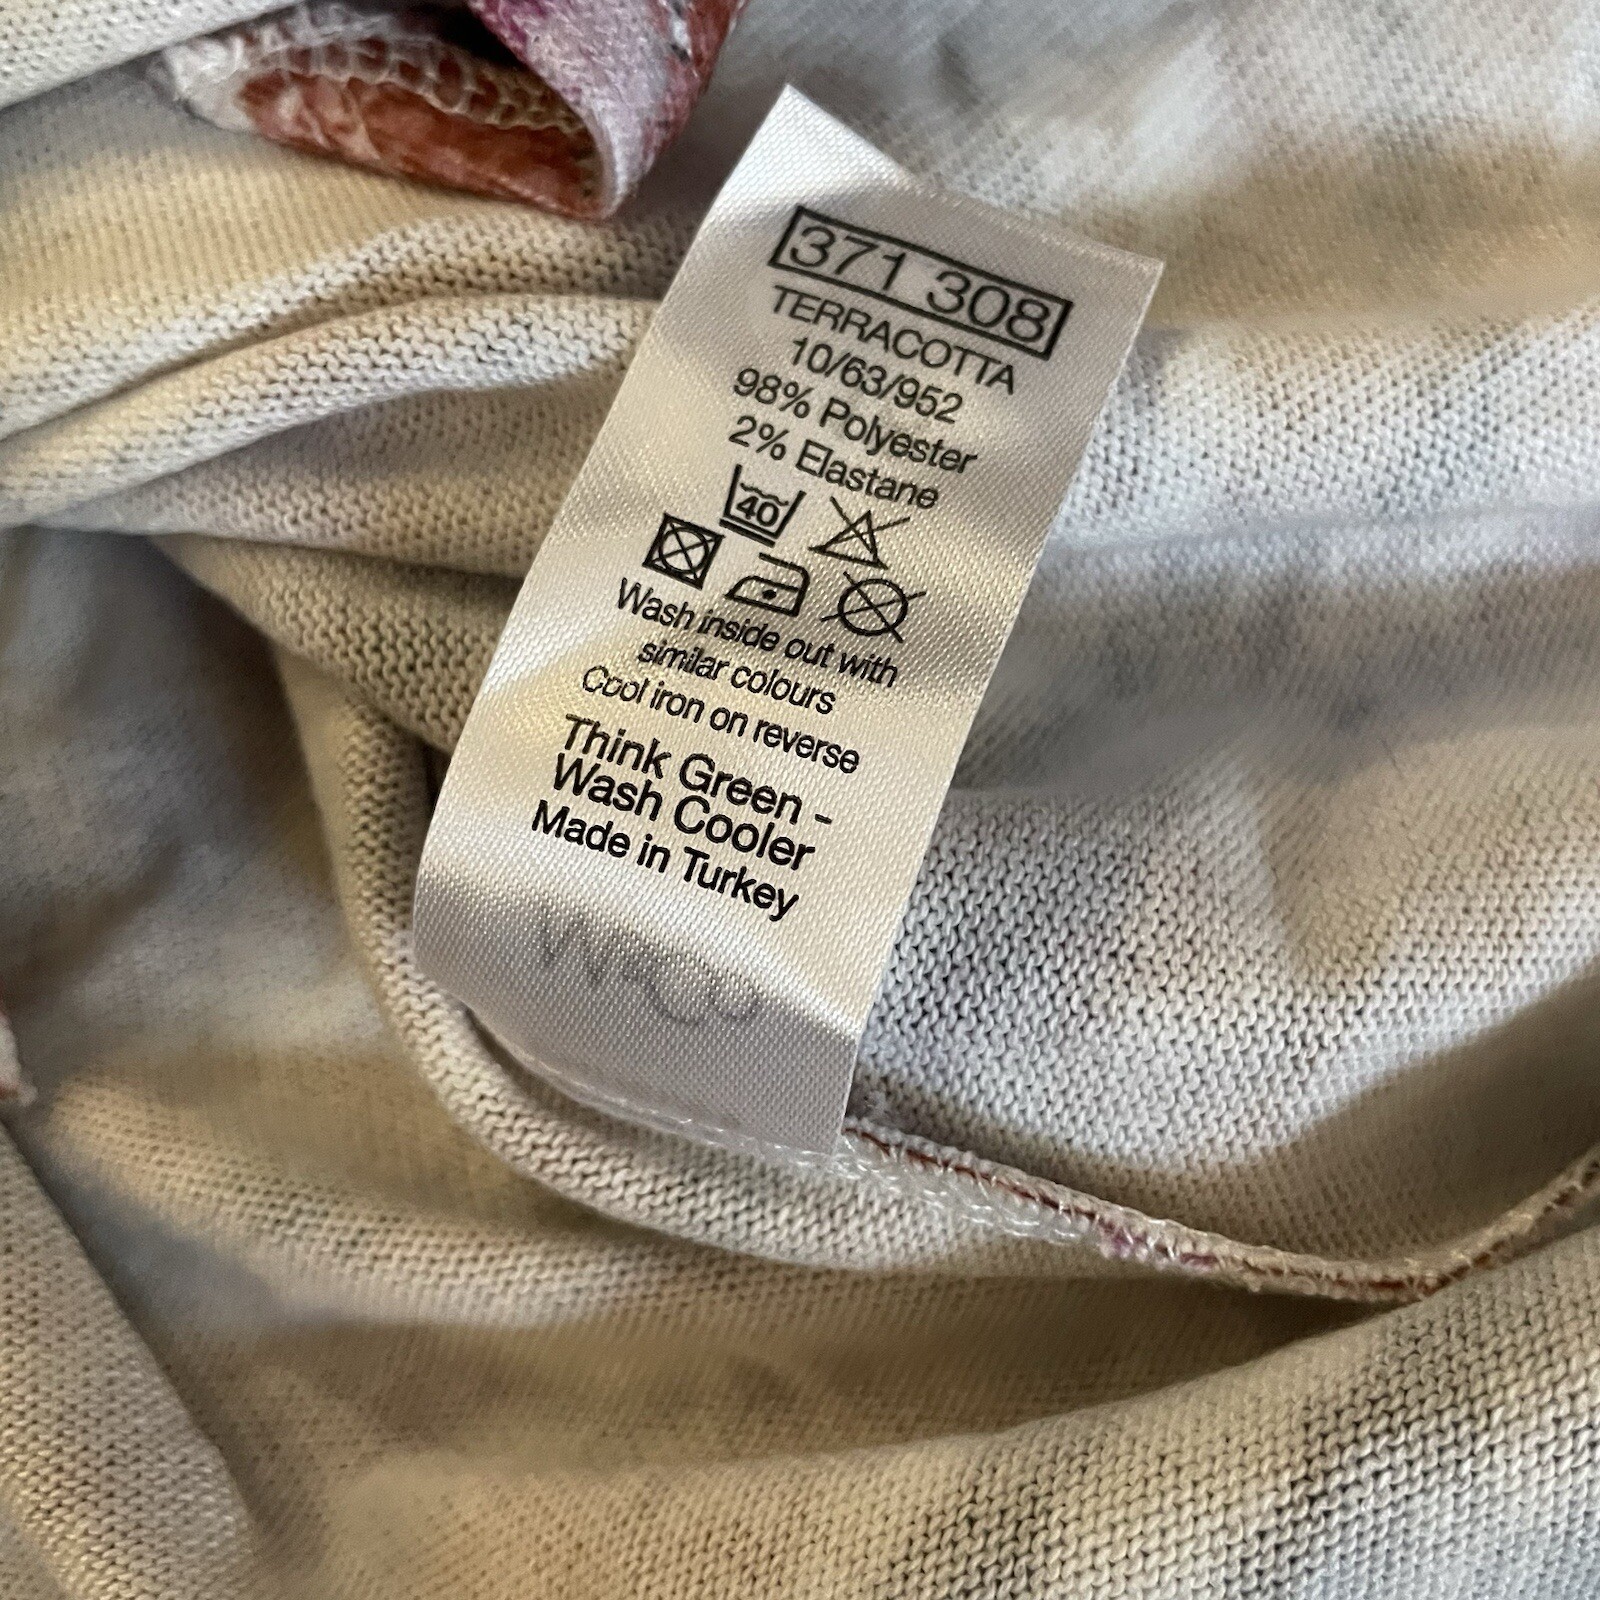 371 308
TERRACOTTA
10/63/952
98% Polyester
2% Elastane
40
Wash inside out with
similar colours
Cool iron on reverse
Think Green -
Wash Cooler
Made in Turkey